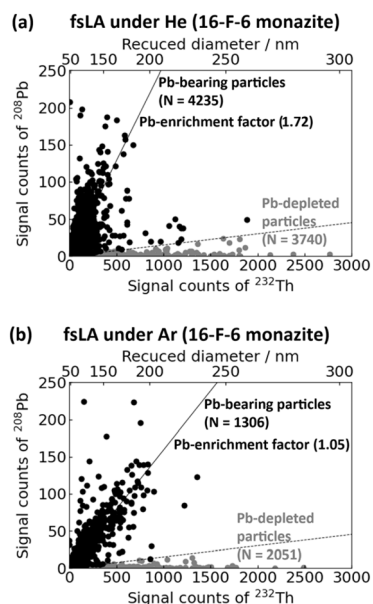 (a) fsLA under He (16-F-6 monazite)
Recuced diameter / nm
50 100 150 200 250 300
250
200
150
100
50
0
Signal counts of ²⁰⁸Pb
Pb-bearing particles
(N = 4235)
Pb-enrichment factor (1.72)
Pb-depleted
particles
(N = 3740)
0 500 1000 1500 2000 2500 3000
Signal counts of ²³²Th
(b) fsLA under Ar (16-F-6 monazite)
Recuced diameter / nm
50 100 150 200 250 300
250
200
150
100
50
0
Signal counts of ²⁰⁸Pb
Pb-bearing particles
(N = 1306)
Pb-enrichment factor (1.05)
Pb-depleted
particles
(N = 2051)
0 500 1000 1500 2000 2500 3000
Signal counts of ²³²Th